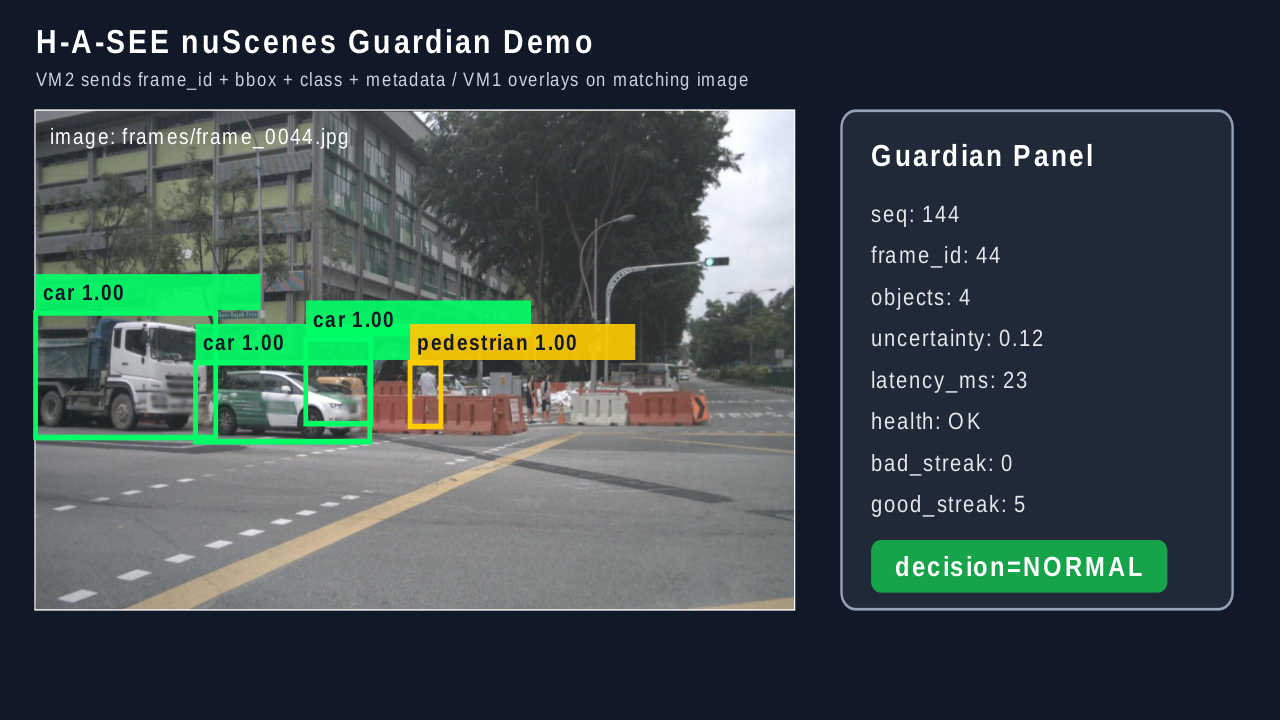 H-A-SEE nuScenes Guardian Demo
VM2 sends frame_id + bbox + class + metadata / VM1 overlays on matching image
image: frames/frame_0044.jpg
car 1.00
car 1.00
car 1.00
pedestrian 1.00
Guardian Panel
seq: 144
frame_id: 44
objects: 4
uncertainty: 0.12
latency_ms: 23
health: OK
bad_streak: 0
good_streak: 5
decision=NORMAL